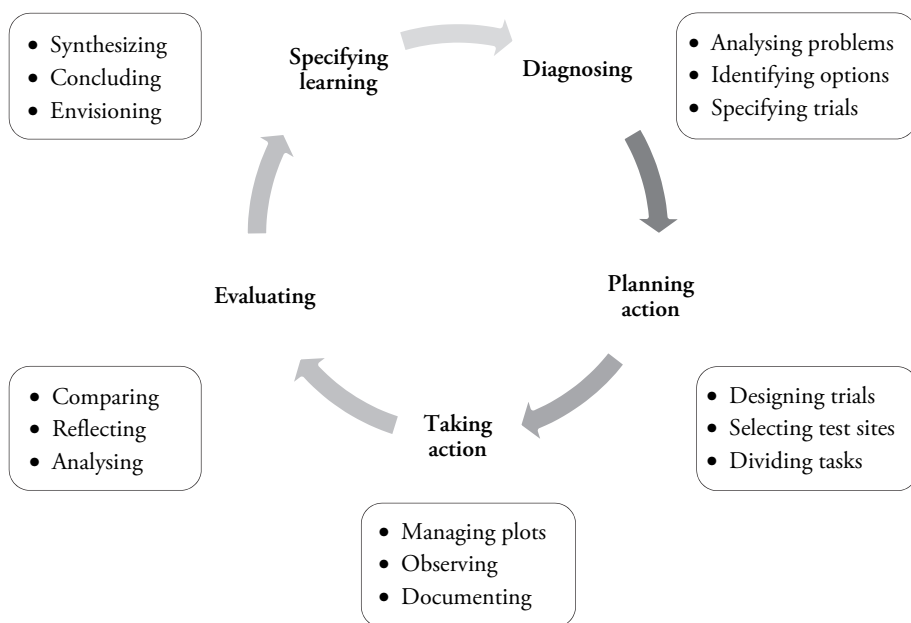 Specifying
learning
• Synthesizing
• Concluding
• Envisioning
Diagnosing
• Analysing problems
• Identifying options
• Specifying trials
Planning
action
• Designing trials
• Selecting test sites
• Dividing tasks
Taking
action
• Managing plots
• Observing
• Documenting
Evaluating
• Comparing
• Reflecting
• Analysing